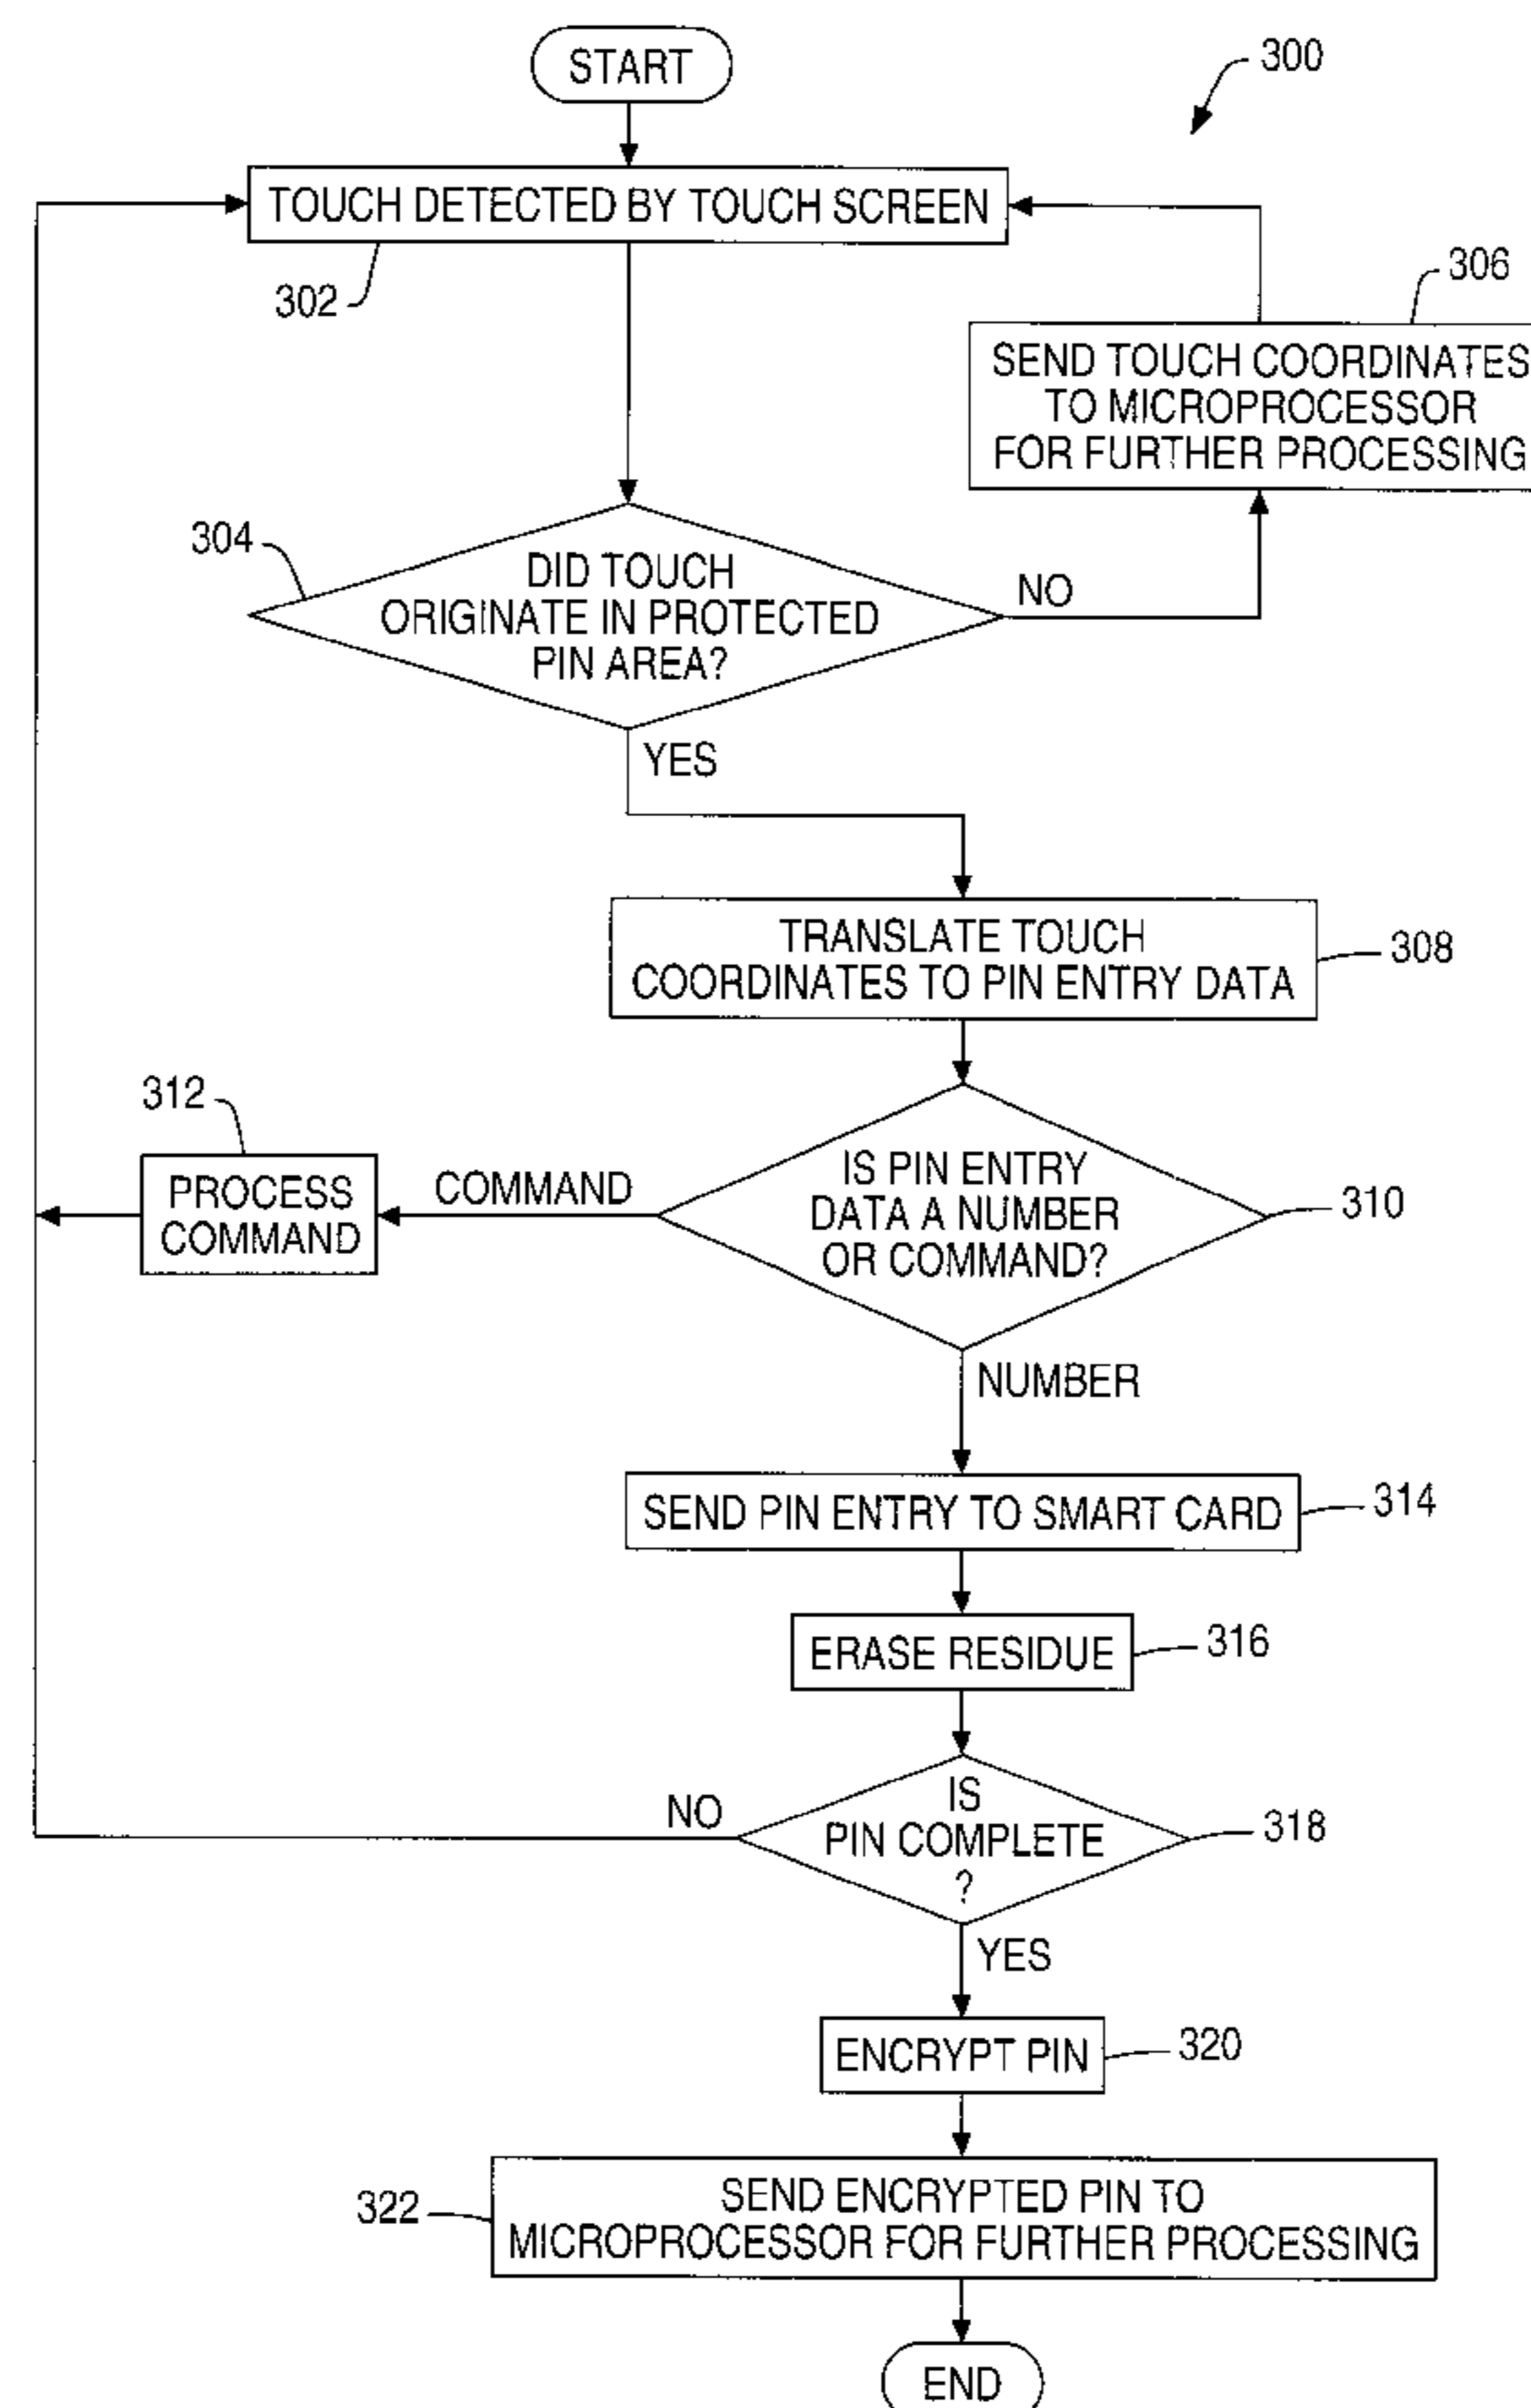 START
300
TOUCH DETECTED BY TOUCH SCREEN
302
306
SEND TOUCH COORDINATES
TO MICROPROCESSOR
FOR FURTHER PROCESSING
304
DID TOUCH
ORIGINATE IN PROTECTED
PIN AREA?
NO
YES
TRANSLATE TOUCH
COORDINATES TO PIN ENTRY DATA
308
312
PROCESS
COMMAND
COMMAND
IS PIN ENTRY
DATA A NUMBER
OR COMMAND?
310
NUMBER
SEND PIN ENTRY TO SMART CARD
314
ERASE RESIDUE
316
NO
IS
PIN COMPLETE
?
318
YES
ENCRYPT PIN
320
322
SEND ENCRYPTED PIN TO
MICROPROCESSOR FOR FURTHER PROCESSING
END